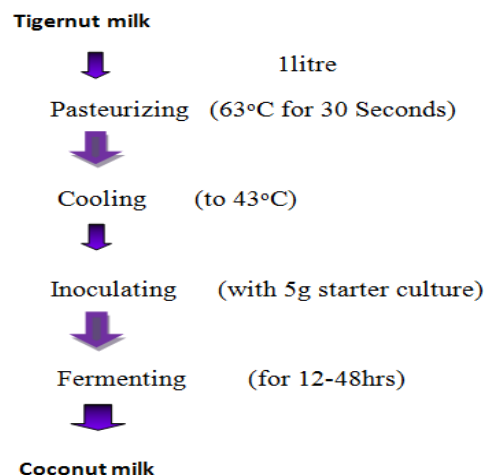 Tigernut milk
1litre
Pasteurizing (63°C for 30 Seconds)
Cooling (to 43°C)
Inoculating (with 5g starter culture)
Fermenting (for 12-48hrs)
Coconut milk